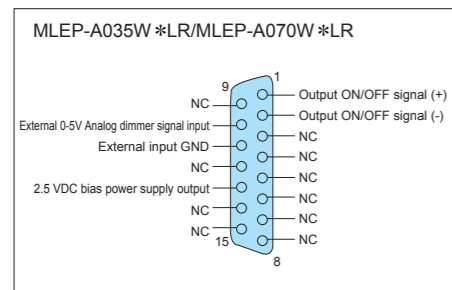 MLEP-A035W ＊LR/MLEP-A070W ＊LR
9
1
NC
Output ON/OFF signal (+)
External 0-5V Analog dimmer signal input
Output ON/OFF signal (-)
External input GND
NC
NC
NC
2.5 VDC bias power supply output
NC
NC
NC
NC
NC
15
NC
8